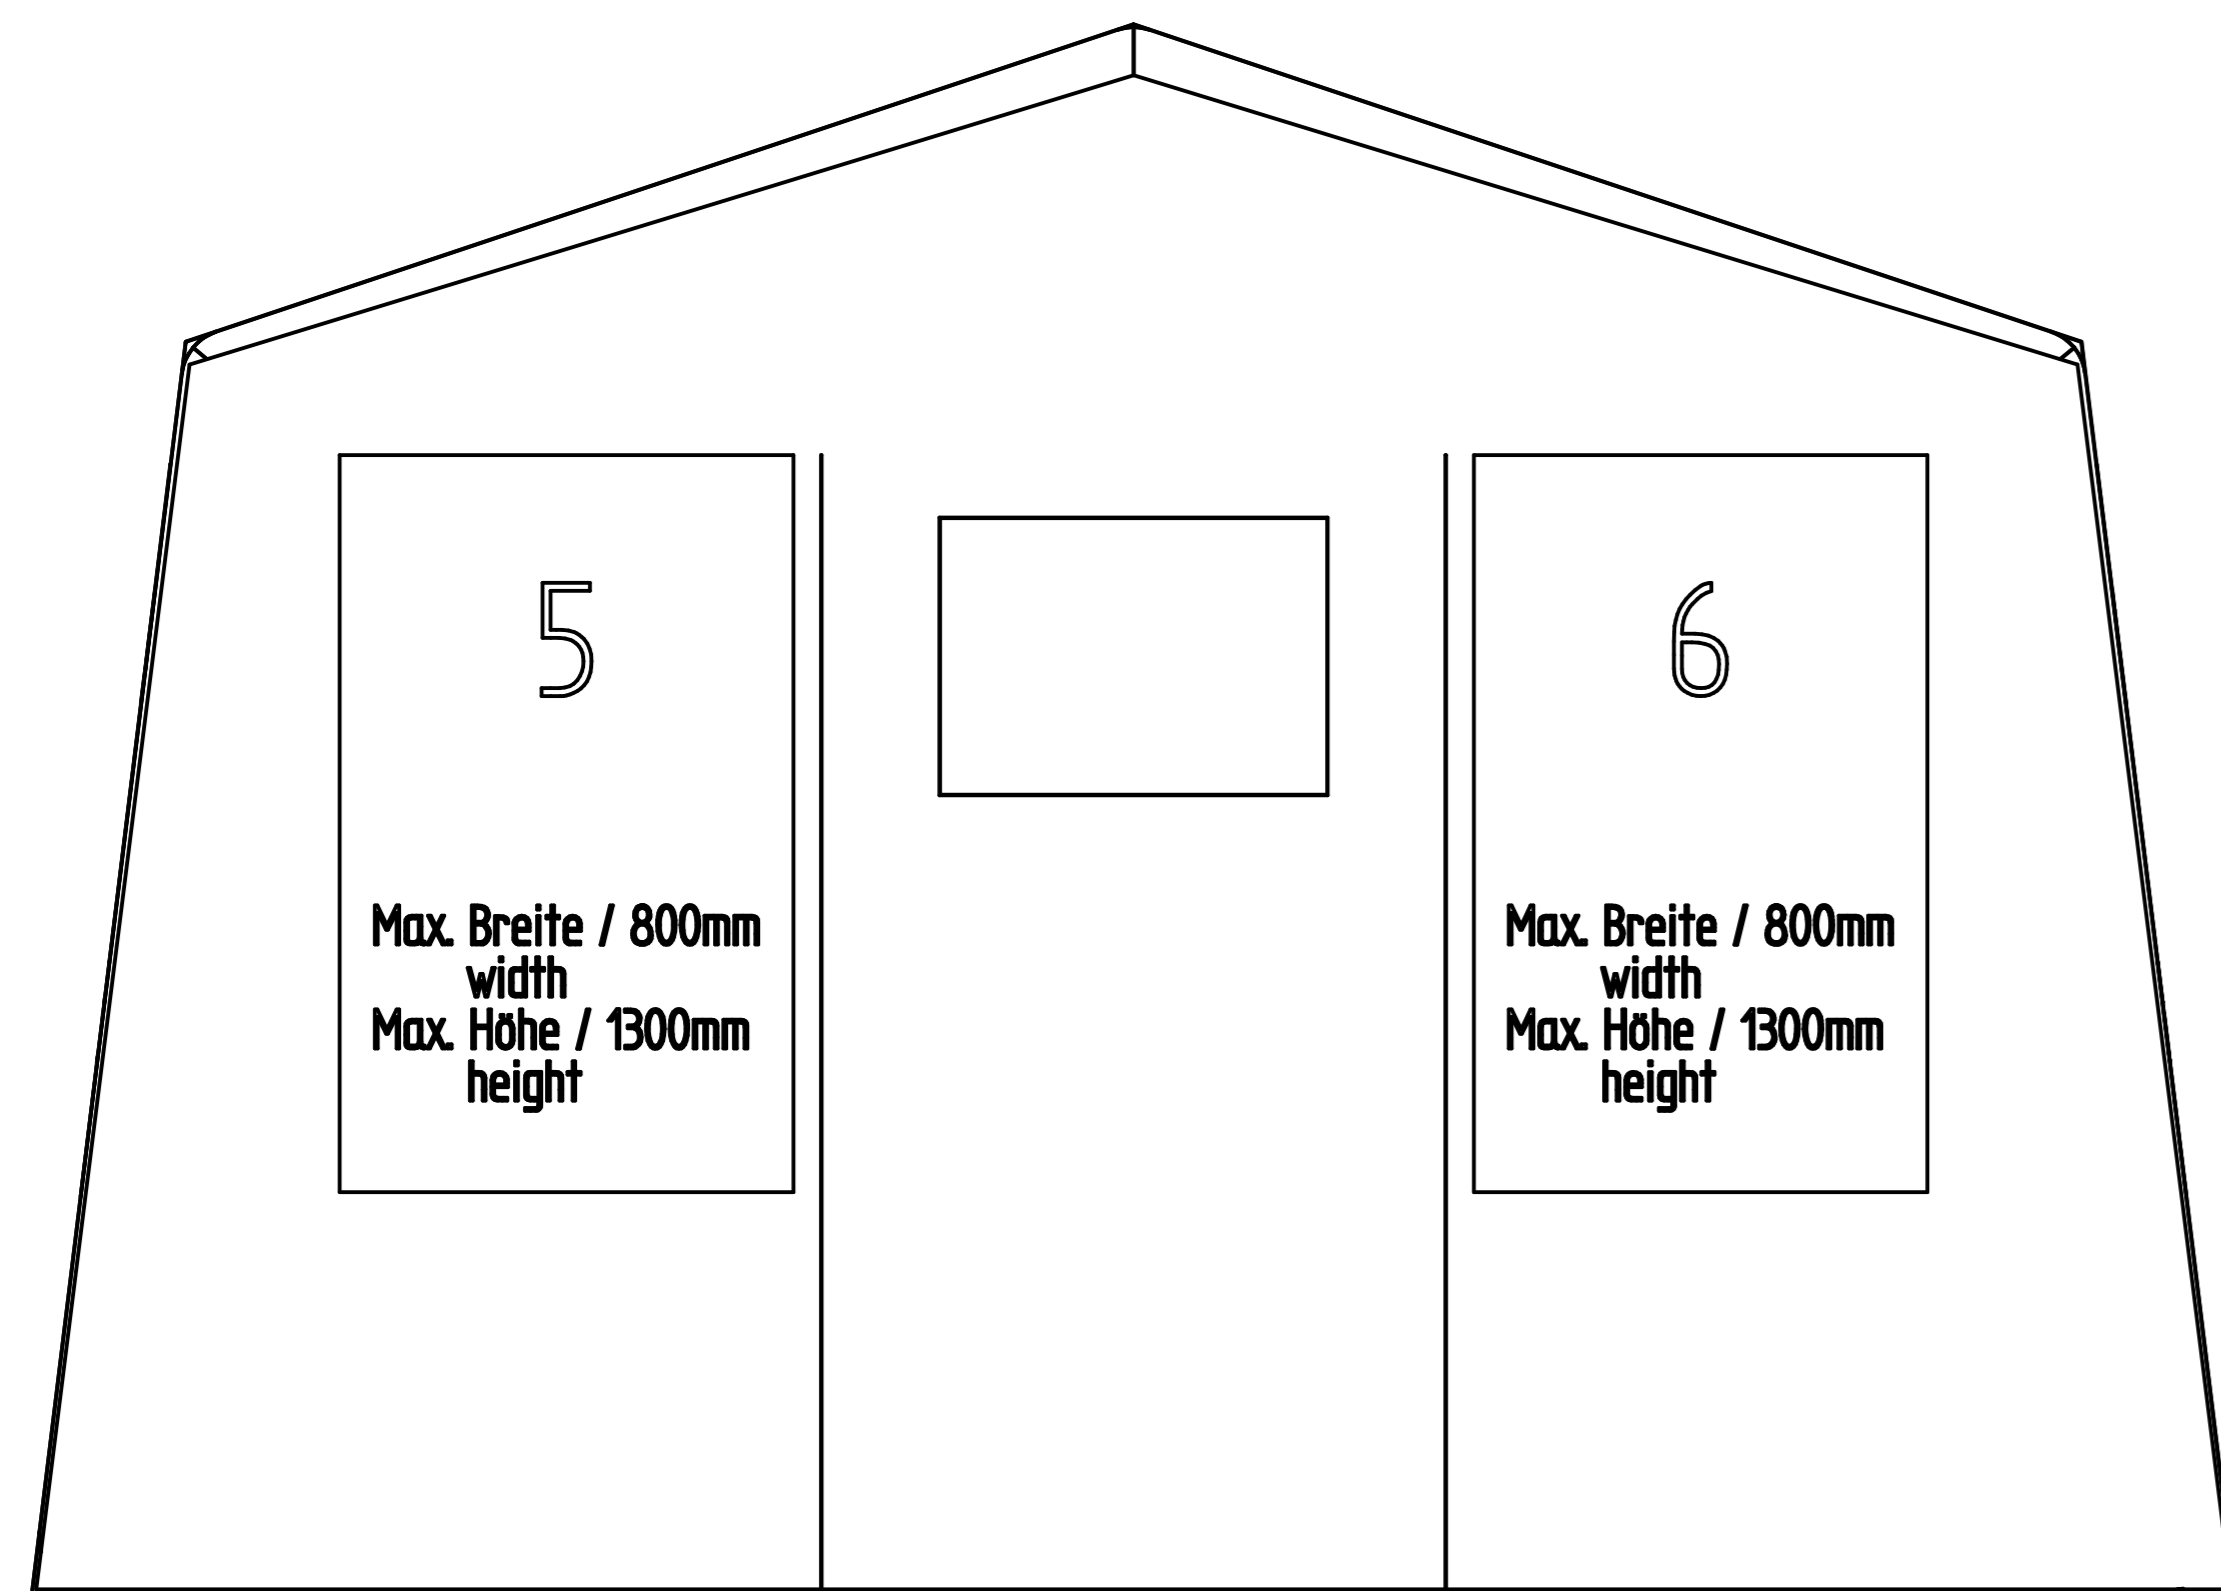 5
Max. Breite / 800mm
width
Max. Höhe / 1300mm
height
6
Max. Breite / 800mm
width
Max. Höhe / 1300mm
height